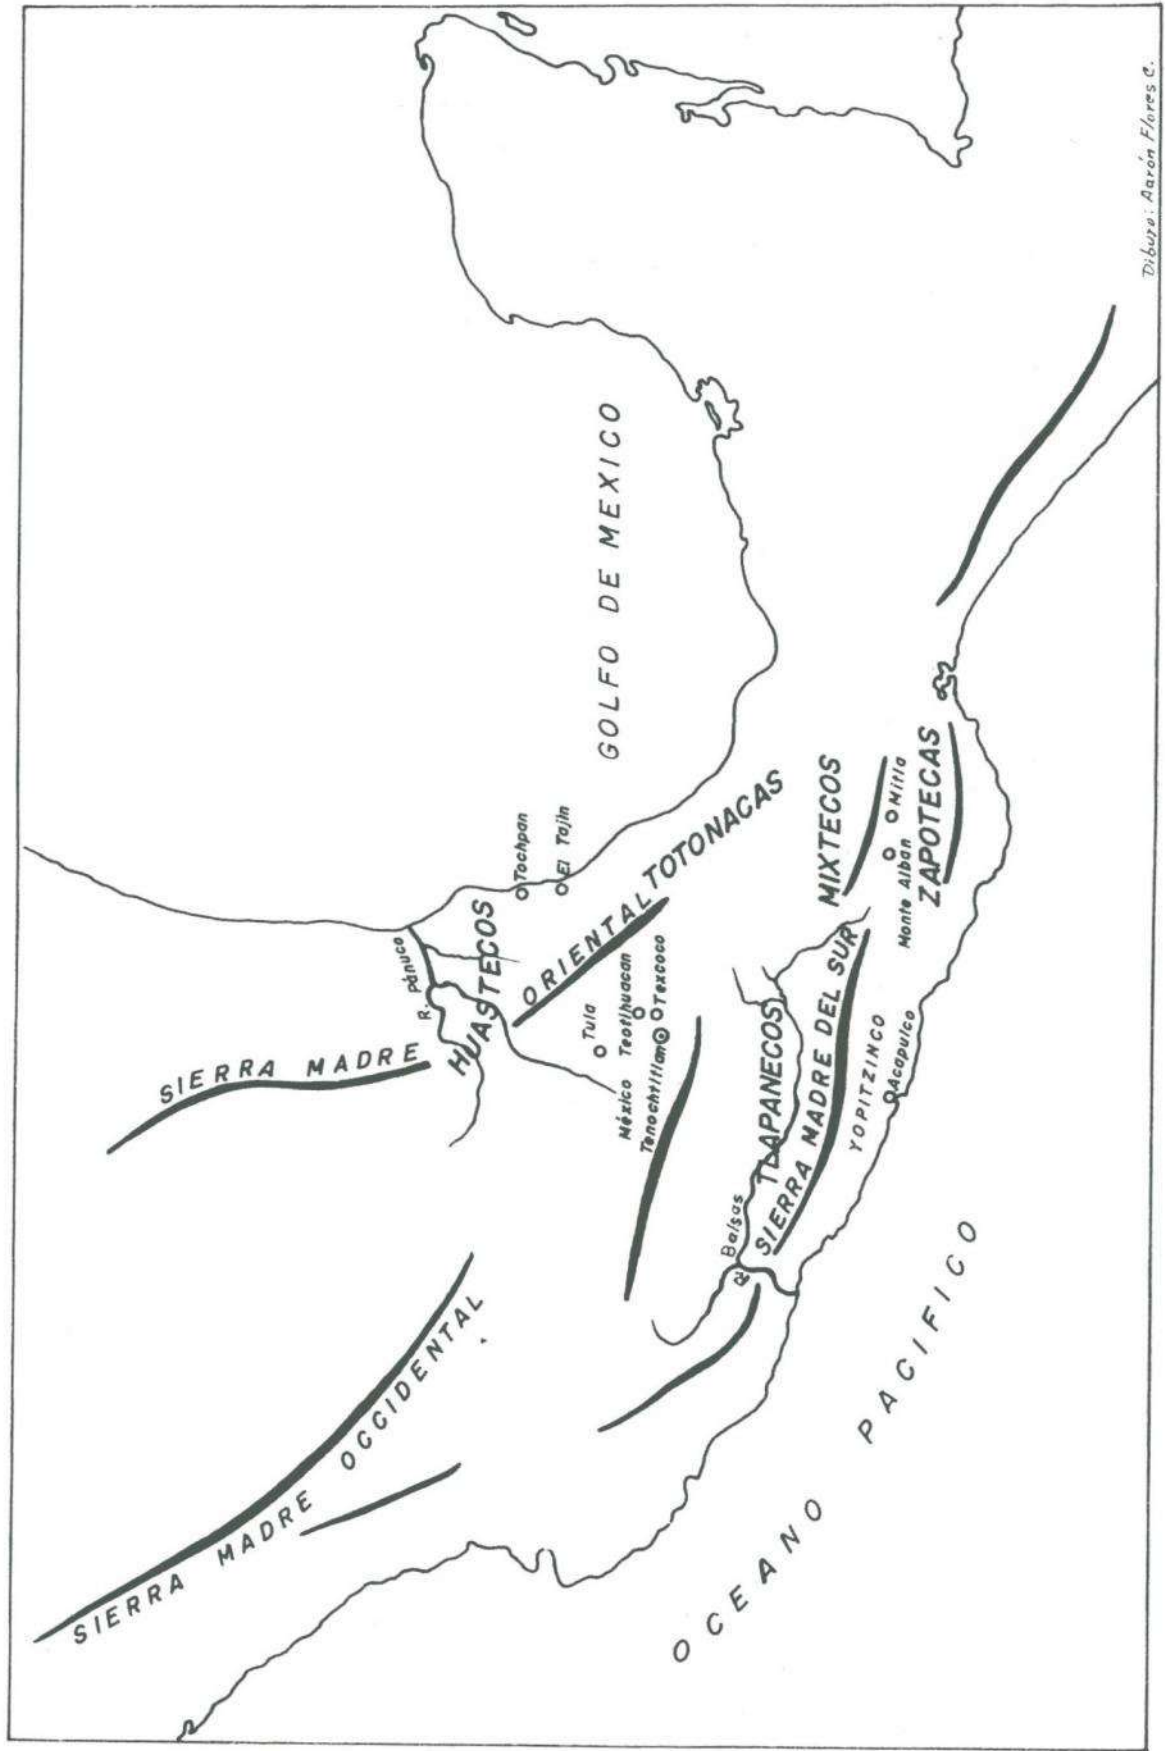 SIERRA MADRE OCCIDENTAL
SIERRA MADRE
ORIENTAL
R. Pánuco
HUASTECOS
Tochpan
El Tajín
TOTONACAS
GOLFO DE MEXICO
Tula
Teotihuacan
México
Tenochtitlan
Texcoco
R. Balsas
TLAPANECOS
SIERRA MADRE DEL SUR
YOPITZINCO
Acapulco
MIXTECOS
Monte Alban
Mitla
ZAPOTECAS
OCEANO PACIFICO
Dibujo: Aarón Flores C.